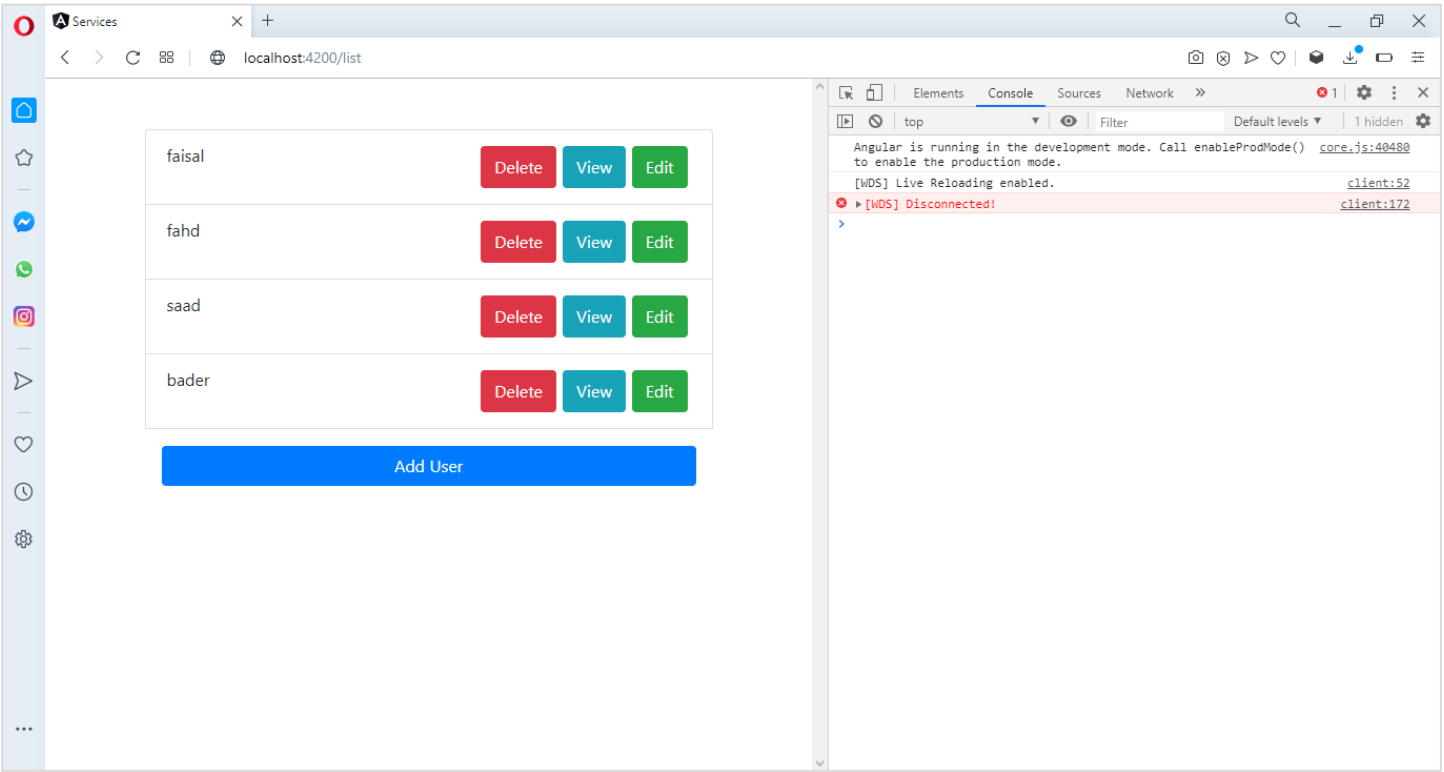 Services
localhost:4200/list
Elements Console Sources Network » 1
top Filter Default levels ▼ 1 hidden
Angular is running in the development mode. Call enableProdMode() core.js:40480
to enable the production mode.
[WDS] Live Reloading enabled. client:52
[WDS] Disconnected! client:172
faisal Delete View Edit
fahd Delete View Edit
saad Delete View Edit
bader Delete View Edit
Add User